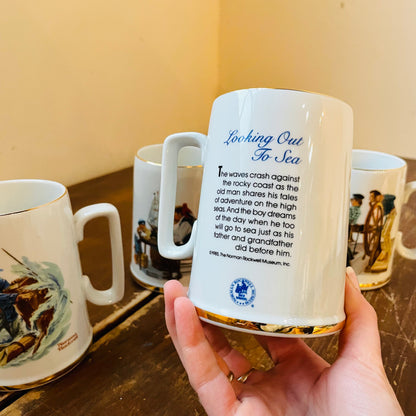 Looking Out
To Sea
The waves crash against
the rocky coast as the
old man shares his tales
of adventure on the high
seas. And the boy dreams
of the day when he too
will go to sea just as his
father and grandfather
did before him.
©1985, The Norman Rockwell Museum, Inc.
Norman
Rockwell